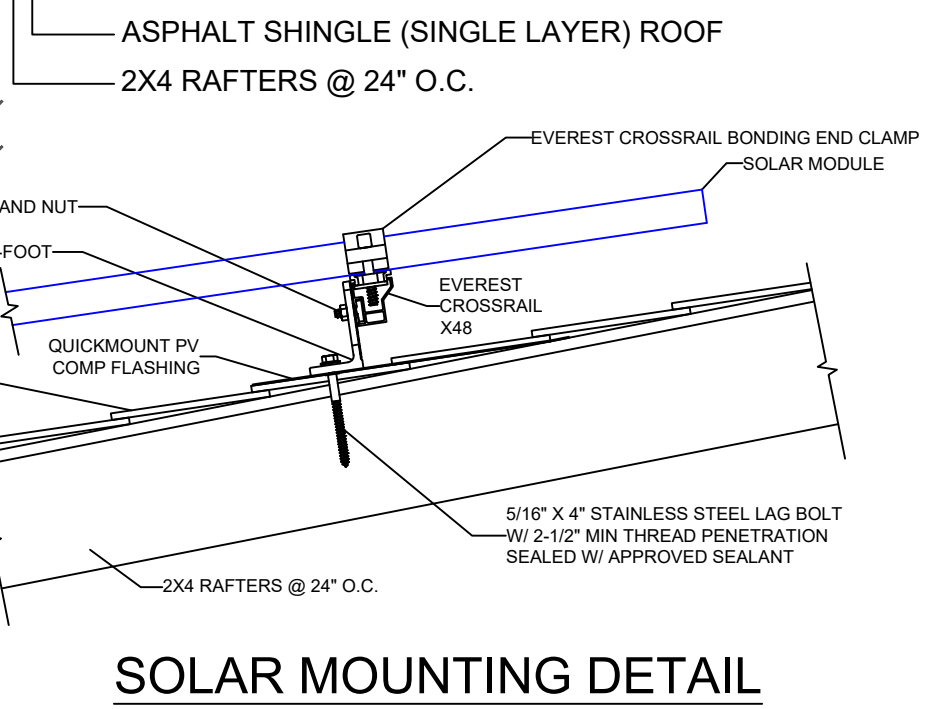 ASPHALT SHINGLE (SINGLE LAYER) ROOF
2X4 RAFTERS @ 24" O.C.
EVEREST CROSSRAIL BONDING END CLAMP
SOLAR MODULE
AND NUT
-FOOT
EVEREST
CROSSRAIL
X48
QUICKMOUNT PV
COMP FLASHING
5/16" X 4" STAINLESS STEEL LAG BOLT
W/ 2-1/2" MIN THREAD PENETRATION
SEALED W/ APPROVED SEALANT
2X4 RAFTERS @ 24" O.C.
SOLAR MOUNTING DETAIL